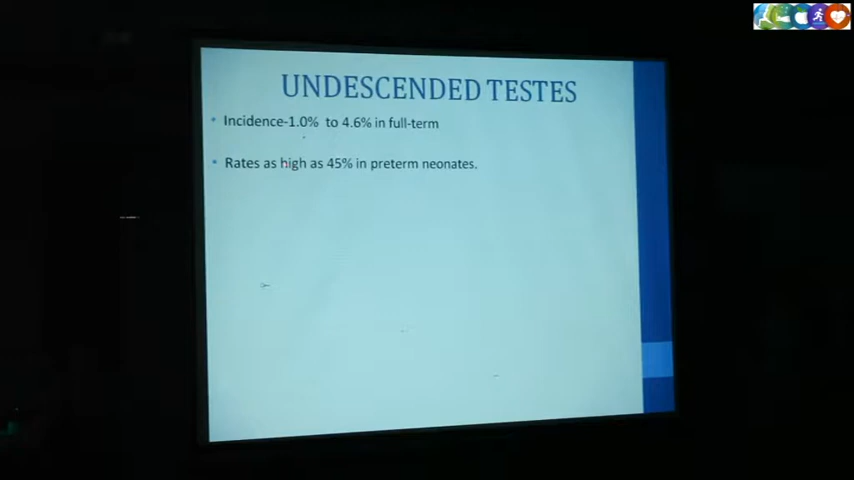 UNDESCENDED TESTES
• Incidence-1.0% to 4.6% in full-term
• Rates as high as 45% in preterm neonates.